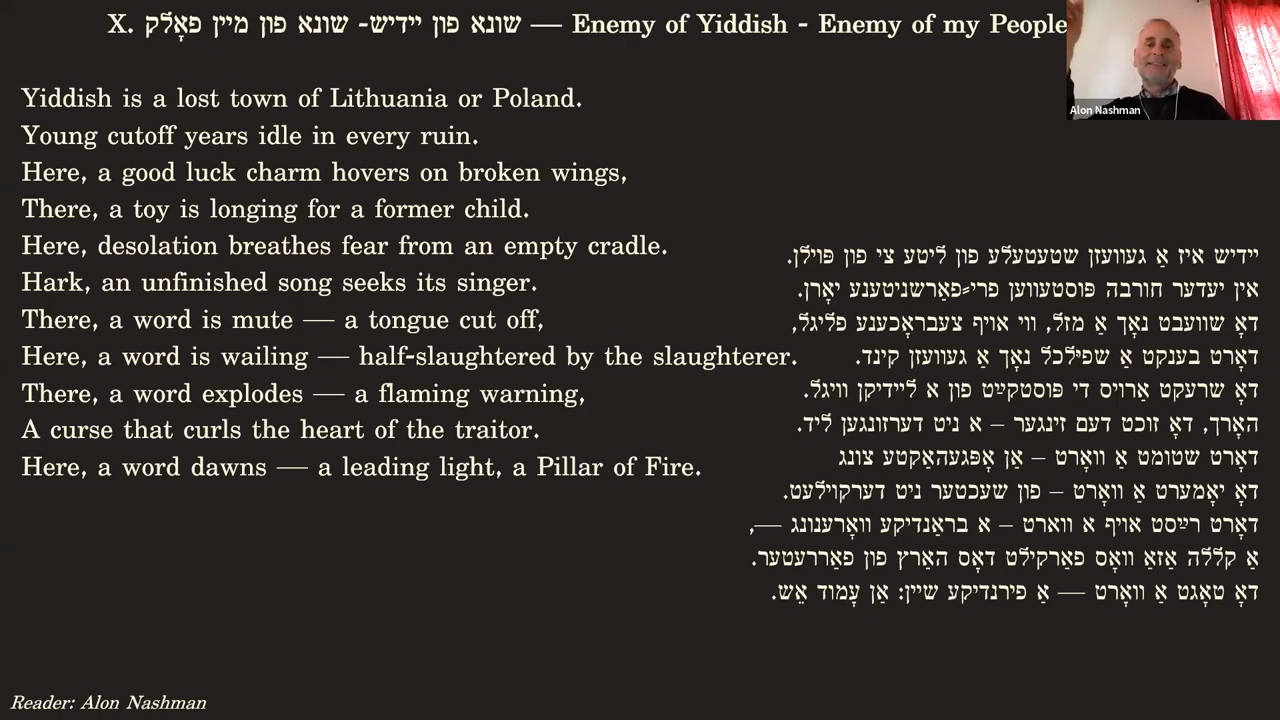 X. שונא פון יידיש- שונא פון מיין פאָלק — Enemy of Yiddish - Enemy of my People
Alon Nashman
Yiddish is a lost town of Lithuania or Poland.
Young cutoff years idle in every ruin.
Here, a good luck charm hovers on broken wings,
There, a toy is longing for a former child.
Here, desolation breathes fear from an empty cradle.
Hark, an unfinished song seeks its singer.
There, a word is mute — a tongue cut off,
Here, a word is wailing — half-slaughtered by the slaughterer.
There, a word explodes — a flaming warning,
A curse that curls the heart of the traitor.
Here, a word dawns — a leading light, a Pillar of Fire.
יידיש איז אַ געוועזן שטעטעלע פון ליטע צי פון פּוילן.
אין יעדער חורבה פּוסטעווען פרי־פאַרשניטענע יאָרן.
דאָ שוועבט נאָך אַ מזל, ווי אויף צעבראָכענע פליגל,
דאָרט בענקט אַ שפּילכל נאָך אַ געוועזן קינד.
דאָ שרעקט אַרויס די פּוסטקײַט פון א ליידיקן וויגל.
האָרך, דאָ זוכט דעם זינגער – א ניט דערזונגען ליד.
דאָרט שטומט אַ וואָרט – אַן אָפּגעהאַקטע צונג
דאָ יאָמערט אַ וואָרט – פון שעכטער ניט דערקוילעט.
דאָרט רײַסט אויף א ווארט – א בראַנדיקע וואָרענונג —,
אַ קללה אַזאַ וואָס פאַרקילט דאָס האַרץ פון פאַררעטער.
דאָ טאָגט אַ וואָרט — אַ פירנדיקע שיין: אַן עָמוד אֵש.
Reader: Alon Nashman